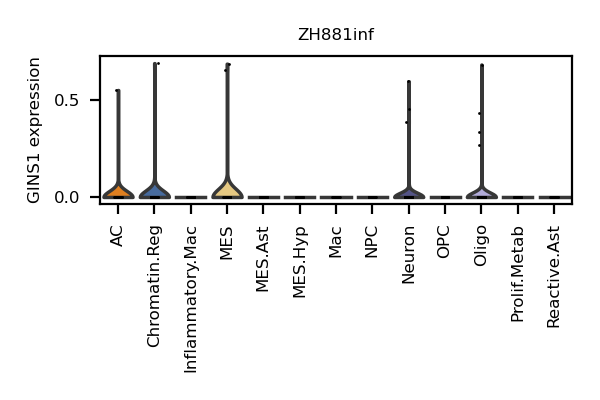 ZH881inf
GINS1 expression
0.5
0.0
AC
Chromatin.Reg
Inflammatory.Mac
MES
MES.Ast
MES.Hyp
Mac
NPC
Neuron
OPC
Oligo
Prolif.Metab
Reactive.Ast